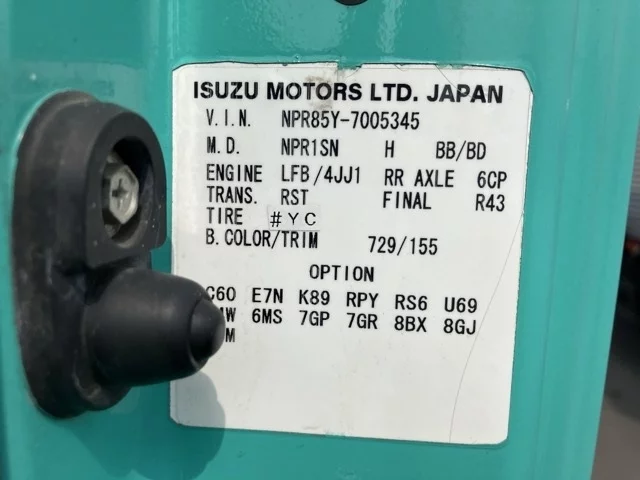 ISUZU MOTORS LTD. JAPAN
V.I.N. NPR85Y-7005345
M.D. NPR1SN H BB/BD
ENGINE LFB/4JJ1 RR AXLE 6CP
TRANS. RST FINAL R43
TIRE #YC
B.COLOR/TRIM 729/155
OPTION
C60 E7N K89 RPY RS6 U69
6MS 7GP 7GR 8BX 8GJ